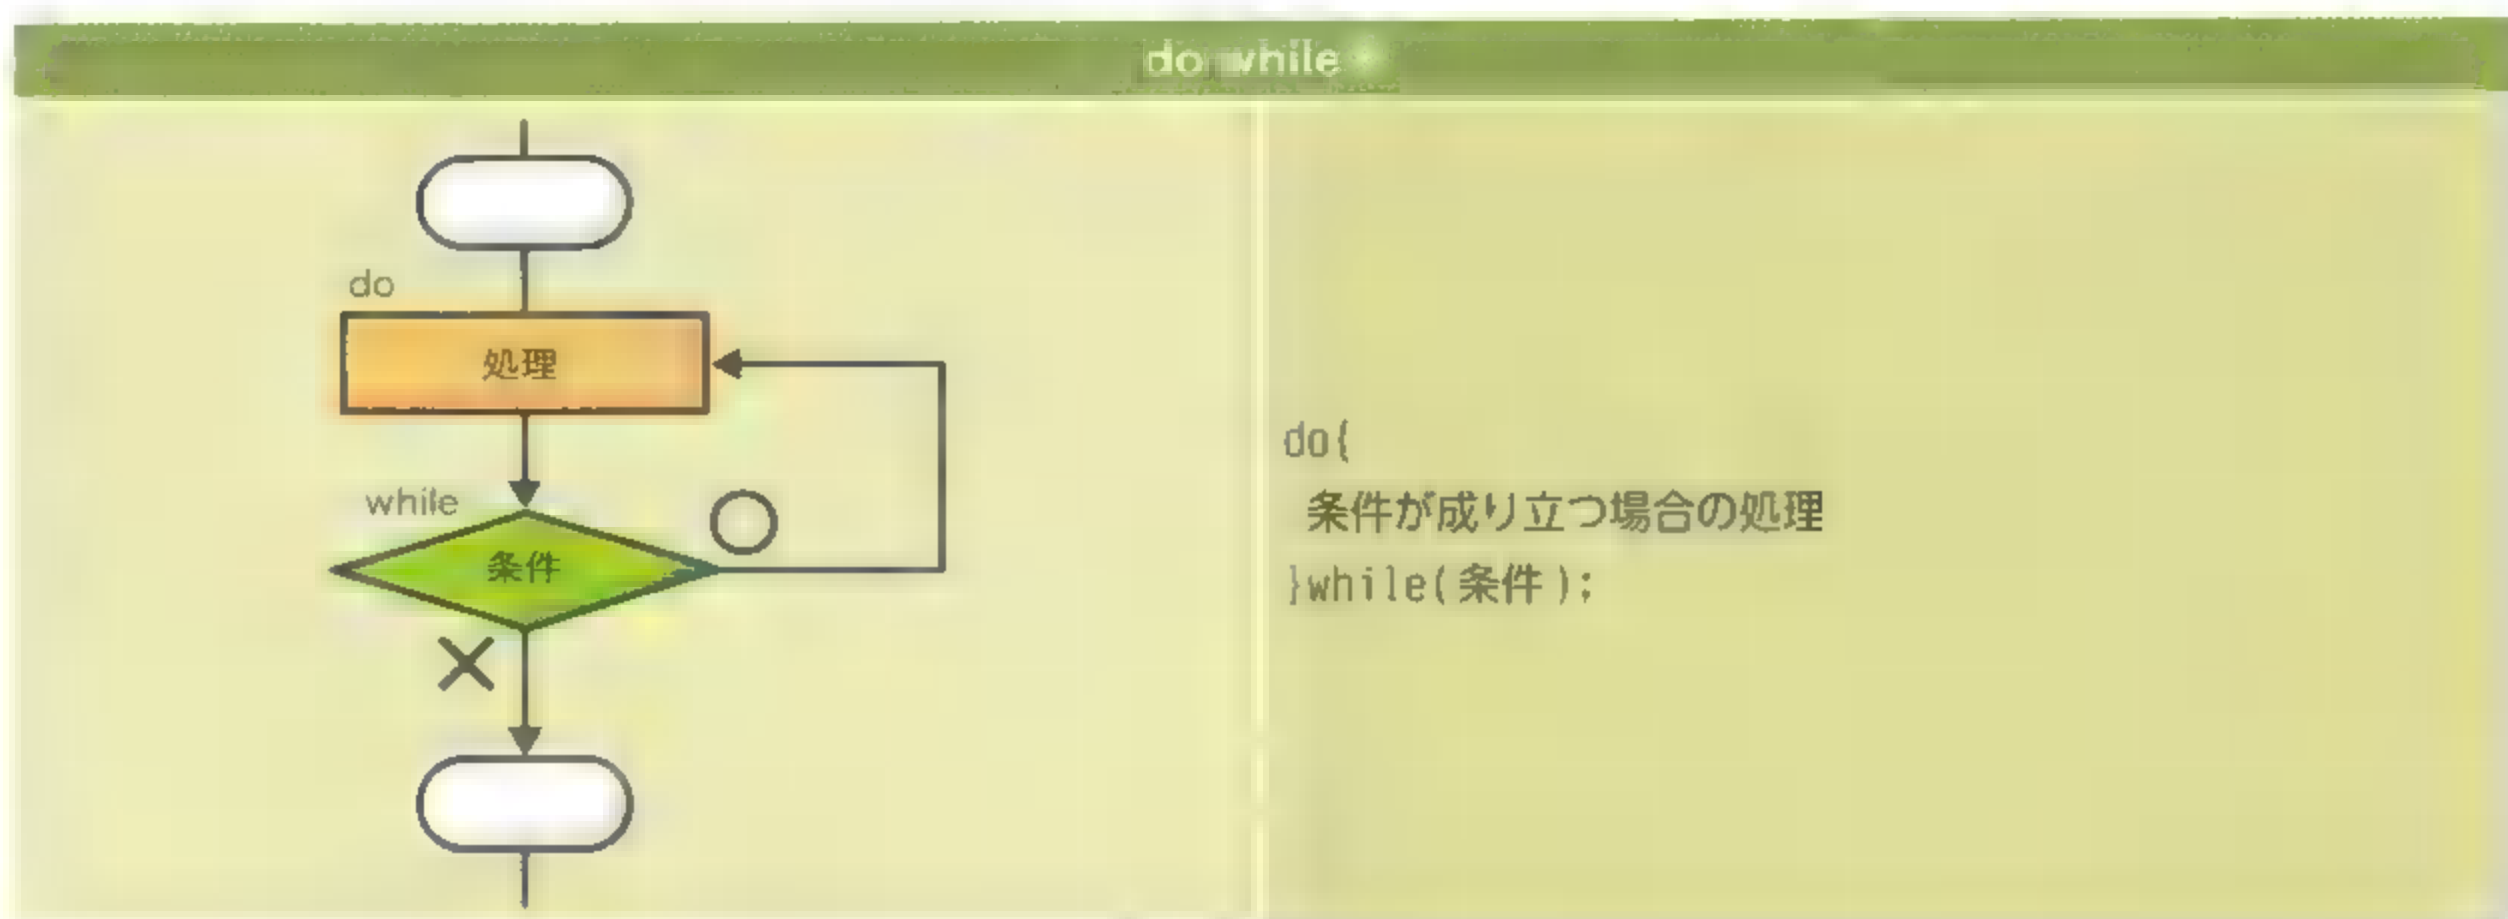 do while
do
処理
while
条件
do{
条件が成り立つ場合の処理
}while(条件);